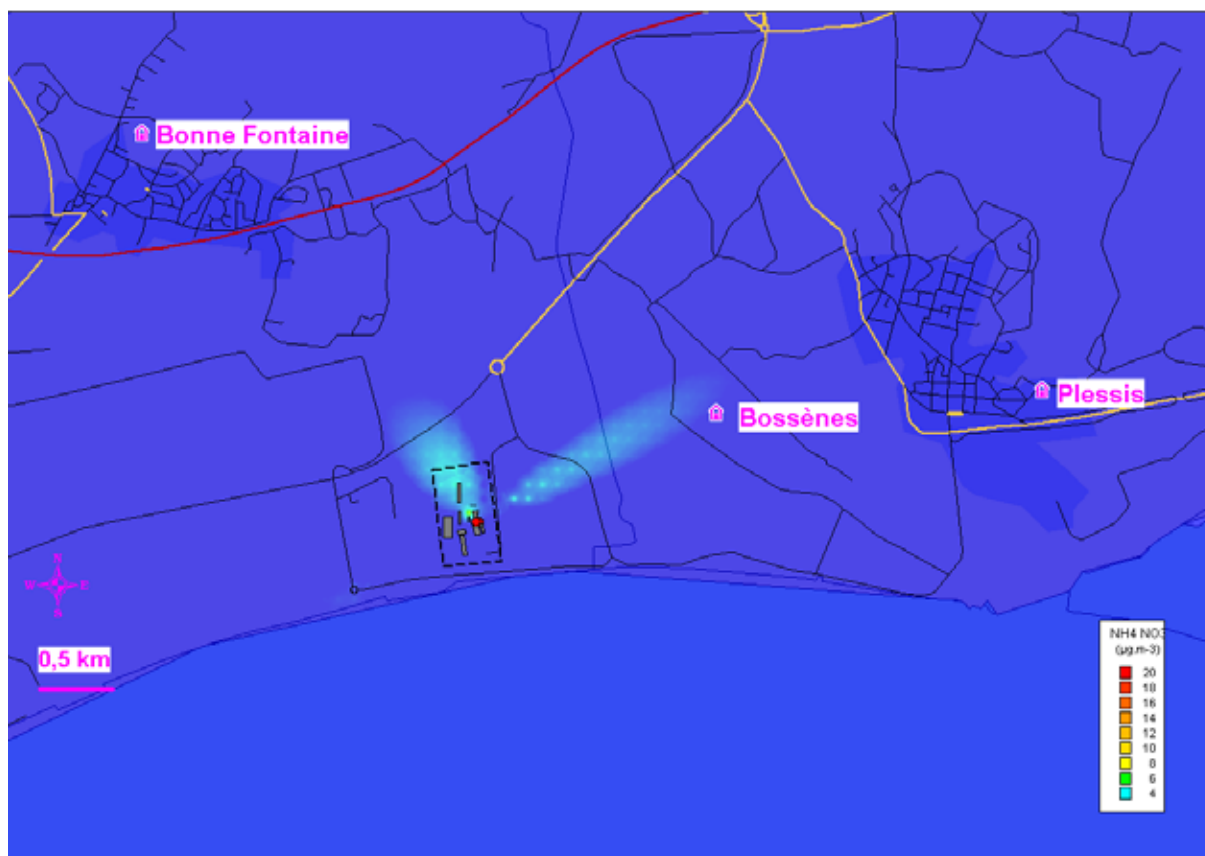 Bonne Fontaine
Plessis
Bossènes
N
W E
S
0,5 km
NH4 NO3
(µg.m-3)
20
18
16
14
12
10
8
6
4